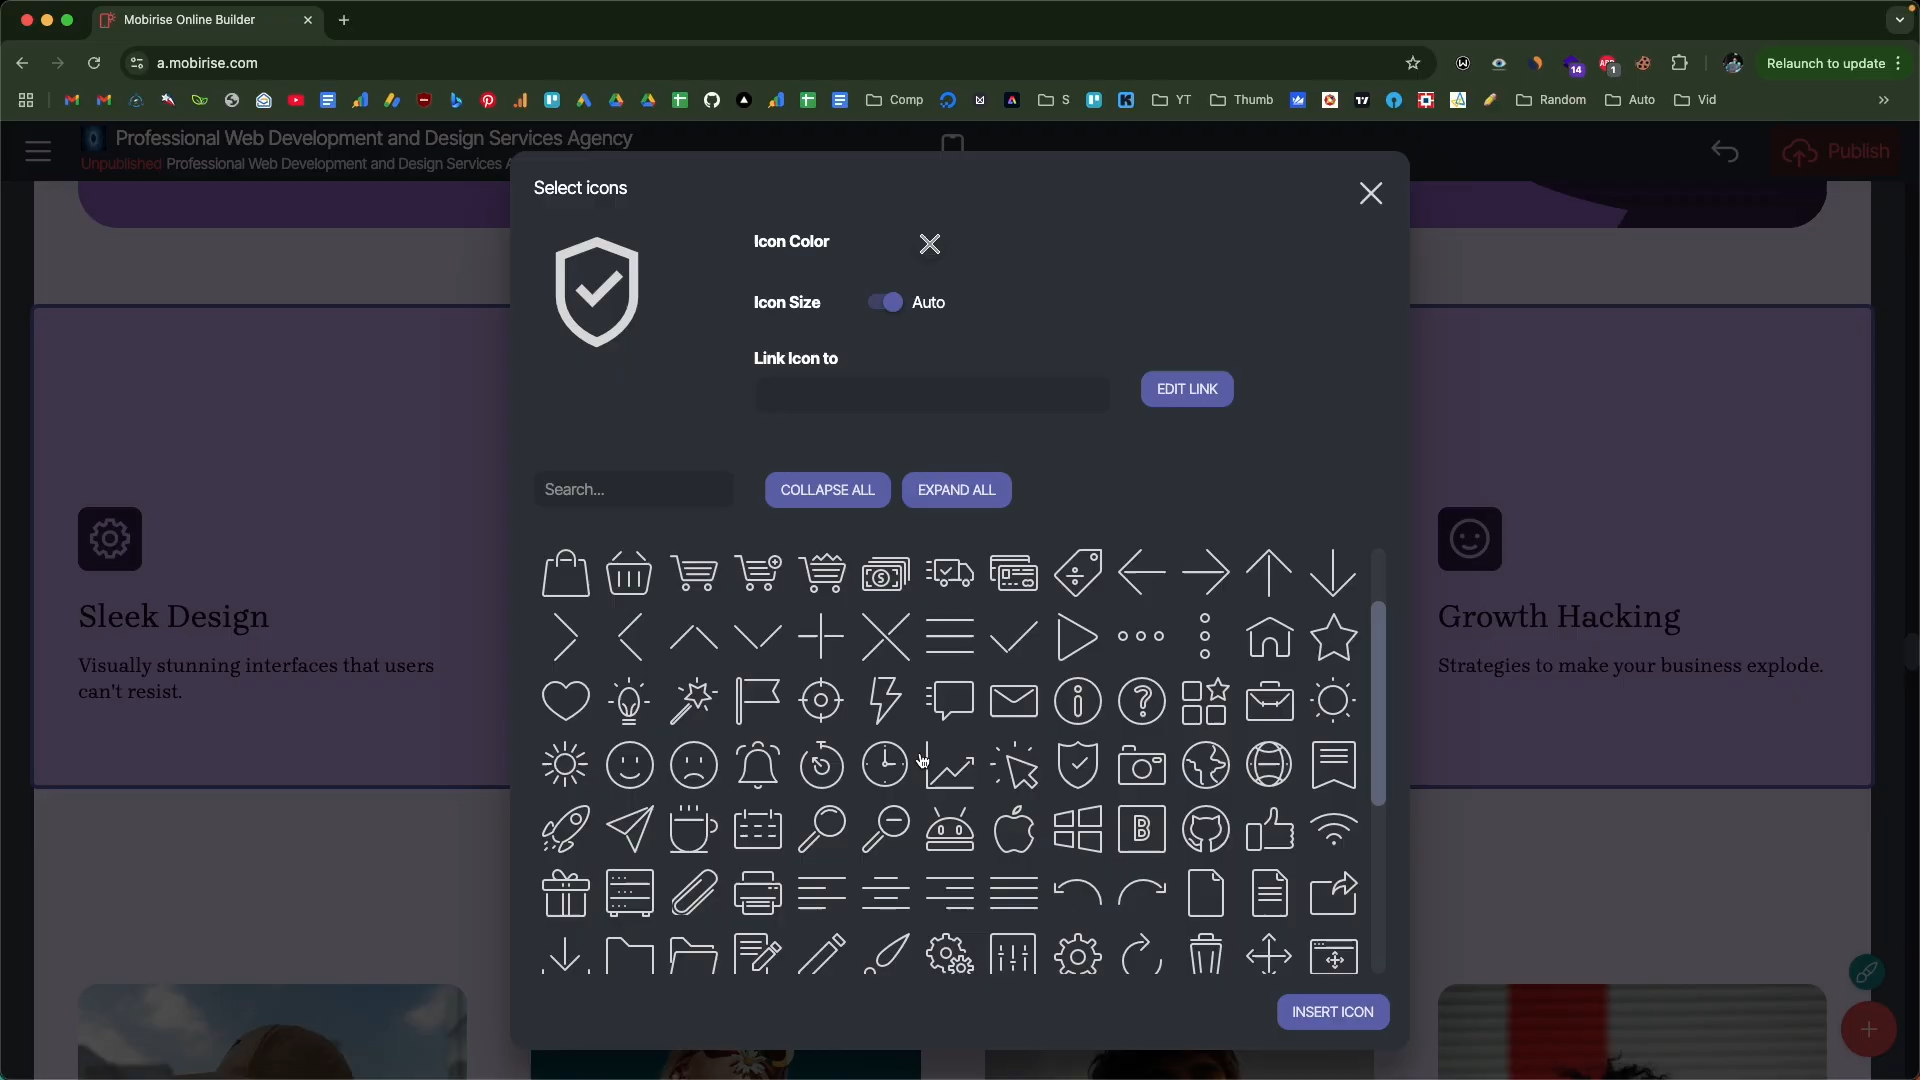 Mobirise Online Builder
a.mobirise.com
14
ABP
1
Relaunch to update
Comp
S
YT
Thumb
Random
Auto
Vid
Professional Web Development and Design Services Agency
Unpublished Professional Web Development and Design Services A
Publish
Select icons
Icon Color
Icon Size
Auto
Link Icon to
EDIT LINK
Search...
COLLAPSE ALL
EXPAND ALL
Sleek Design
Visually stunning interfaces that users
can't resist.
Growth Hacking
Strategies to make your business explode.
INSERT ICON